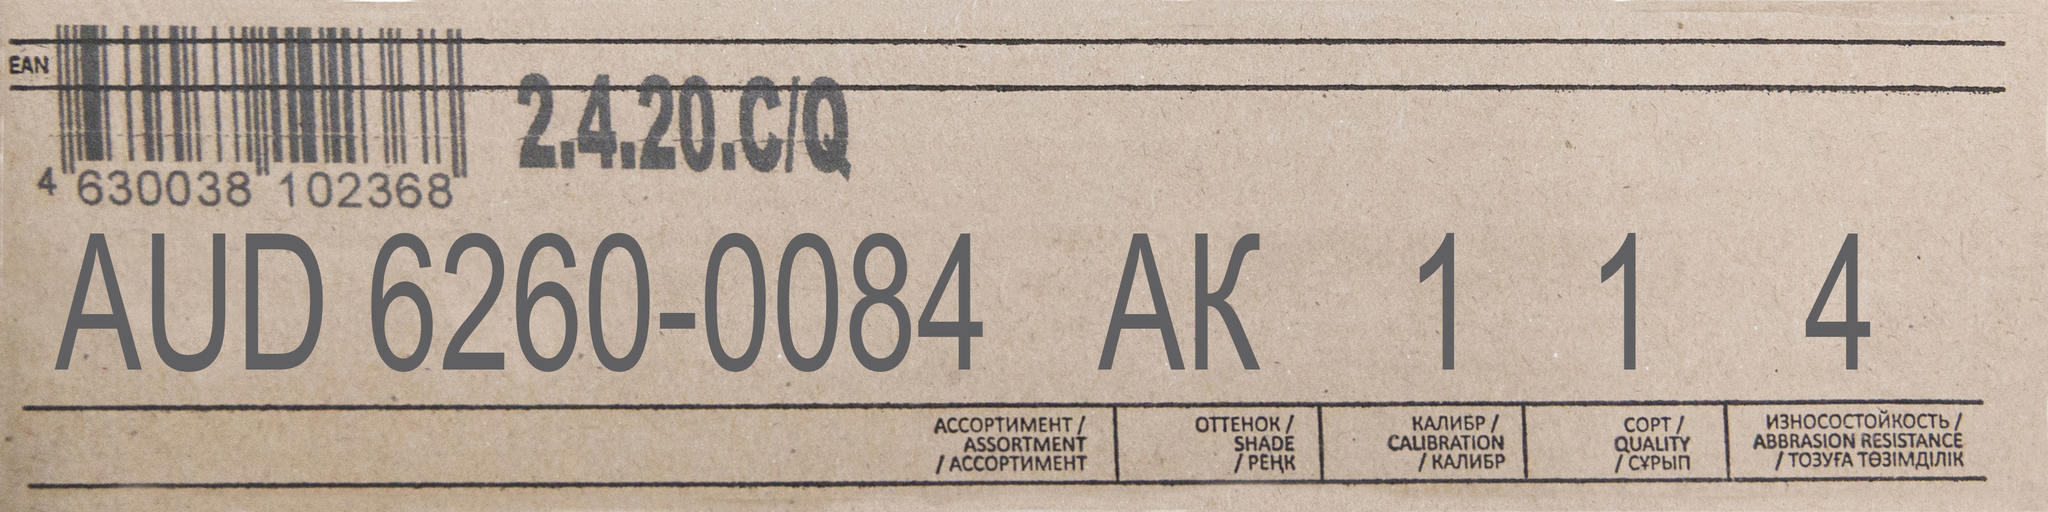 EAN
2.4.20.C/Q
4 630038 102368
AUD 6260-0084 АК 1 1 4
АССОРТИМЕНТ /
ASSORTMENT
/ АССОРТИМЕНТ
ОТТЕНОК /
SHADE
/ РЕҢК
КАЛИБР /
CALIBRATION
/ КАЛИБР
СОРТ /
QUALITY
/ СҰРЫП
ИЗНОСОСТОЙКОСТЬ /
ABBRASION RESISTANCE
/ ТОЗУҒА ТӨЗІМДІЛІК